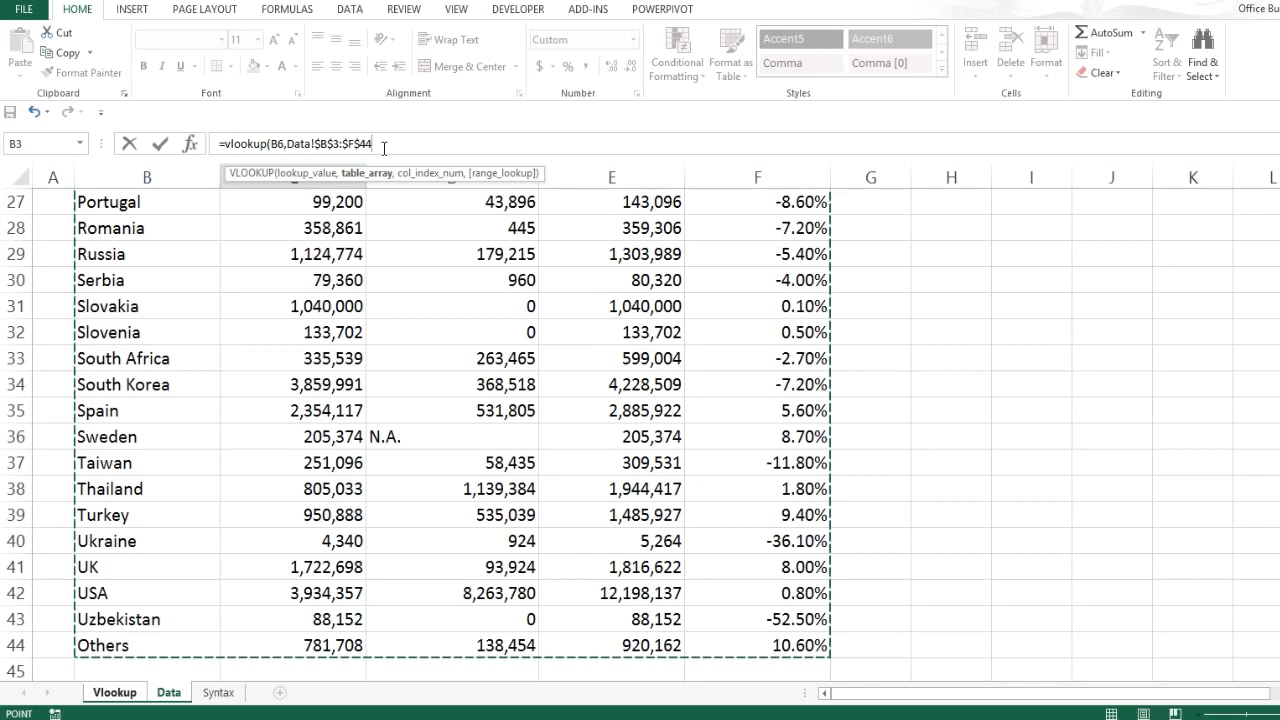 FILE HOME INSERT PAGE LAYOUT FORMULAS DATA REVIEW VIEW DEVELOPER ADD-INS POWERPIVOT Office Bu
Paste
Cut
Copy
Format Painter
Clipboard
11
B I U
Font
Wrap Text
Merge & Center
Alignment
Custom
$ % ,
Number
Conditional Formatting
Format as Table
Accent5 Accent6
Comma Comma [0]
Styles
Insert Delete Format
Cells
AutoSum
Fill
Clear
Sort & Filter
Find & Select
Editing
B3 fx =vlookup(B6,Data!$B$3:$F$44
VLOOKUP(lookup_value, table_array, col_index_num, [range_lookup])
A B E F G H I J K L
27 Portugal 99,200 43,896 143,096 -8.60%
28 Romania 358,861 445 359,306 -7.20%
29 Russia 1,124,774 179,215 1,303,989 -5.40%
30 Serbia 79,360 960 80,320 -4.00%
31 Slovakia 1,040,000 0 1,040,000 0.10%
32 Slovenia 133,702 0 133,702 0.50%
33 South Africa 335,539 263,465 599,004 -2.70%
34 South Korea 3,859,991 368,518 4,228,509 -7.20%
35 Spain 2,354,117 531,805 2,885,922 5.60%
36 Sweden 205,374 N.A. 205,374 8.70%
37 Taiwan 251,096 58,435 309,531 -11.80%
38 Thailand 805,033 1,139,384 1,944,417 1.80%
39 Turkey 950,888 535,039 1,485,927 9.40%
40 Ukraine 4,340 924 5,264 -36.10%
41 UK 1,722,698 93,924 1,816,622 8.00%
42 USA 3,934,357 8,263,780 12,198,137 0.80%
43 Uzbekistan 88,152 0 88,152 -52.50%
44 Others 781,708 138,454 920,162 10.60%
45
Vlookup Data Syntax
POINT